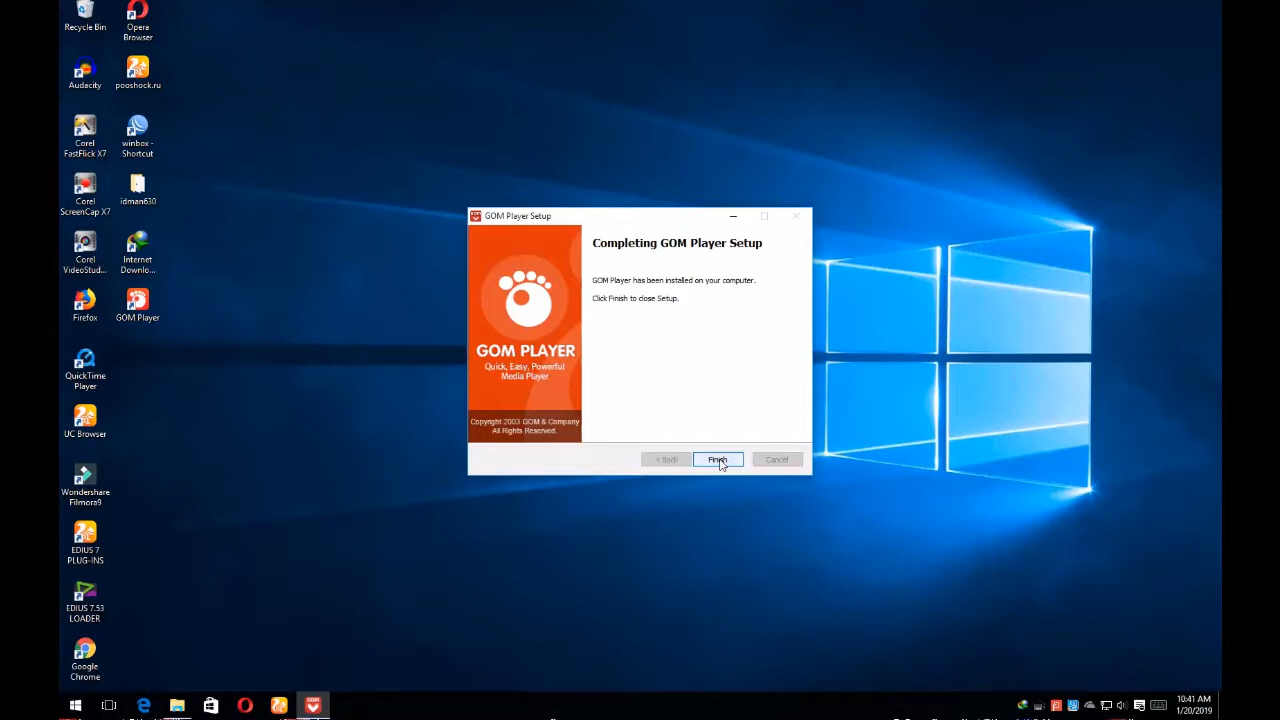 Recycle Bin
Opera
Browser
Audacity
pooshock.ru
Corel
FastFlick X7
winbox -
Shortcut
Corel
ScreenCap X7
idman630
Corel
VideoStud...
Internet
Downlo...
Firefox
GOM Player
QuickTime
Player
UC Browser
Wondershare
Filmora9
EDIUS 7
PLUG-INS
EDIUS 7.53
LOADER
Google
Chrome
GOM Player Setup
GOM PLAYER
Quick, Easy, Powerful
Media Player
Copyright 2003 GOM & Company
All Rights Reserved.
Completing GOM Player Setup
GOM Player has been installed on your computer.
Click Finish to close Setup.
< Back
Finish
Cancel
10:41 AM
1/20/2019